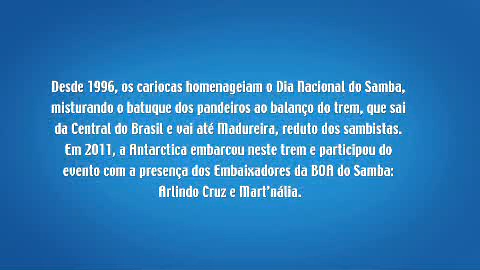 Desde 1996, os cariocas homenageiam o Dia Nacional do Samba,
misturando o batuque dos pandeiros ao balanço do trem, que sai
da Central do Brasil e vai até Madureira, reduto dos sambistas.
Em 2011, a Antarctica embarcou neste trem e participou do
evento com a presença dos Embaixadores da BOA do Samba:
Arlindo Cruz e Mart'nália.